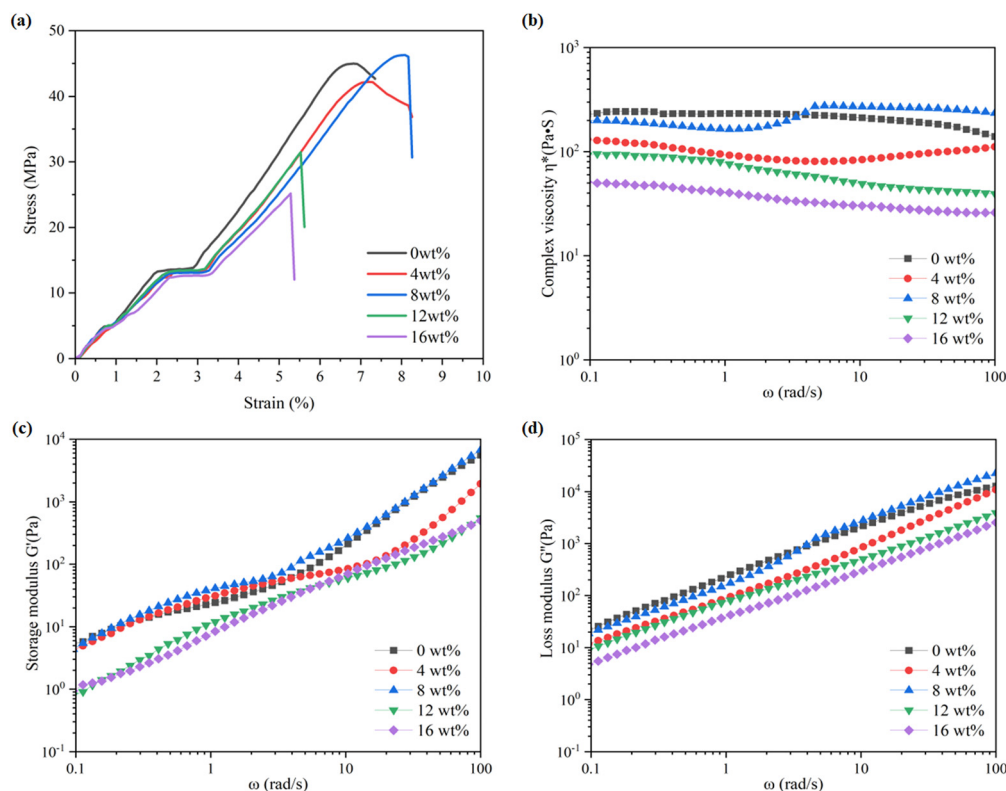 (a)
50
40
30
20
10
0
Stress (MPa)
0 1 2 3 4 5 6 7 8 9 10
Strain (%)
0wt%
4wt%
8wt%
12wt%
16wt%
(b)
10³
10²
10¹
10⁰
Complex viscosity η*(Pa•S )
0.1 1 10 100
ω (rad/s)
0 wt%
4 wt%
8 wt%
12 wt%
16 wt%
(c)
10⁴
10³
10²
10¹
10⁰
10⁻¹
Storage modulus G'(Pa)
0.1 1 10 100
ω (rad/s)
0 wt%
4 wt%
8 wt%
12 wt%
16 wt%
(d)
10⁵
10⁴
10³
10²
10¹
10⁰
10⁻¹
Loss modulus G"(Pa)
0.1 1 10 100
ω (rad/s)
0 wt%
4 wt%
8 wt%
12 wt%
16 wt%